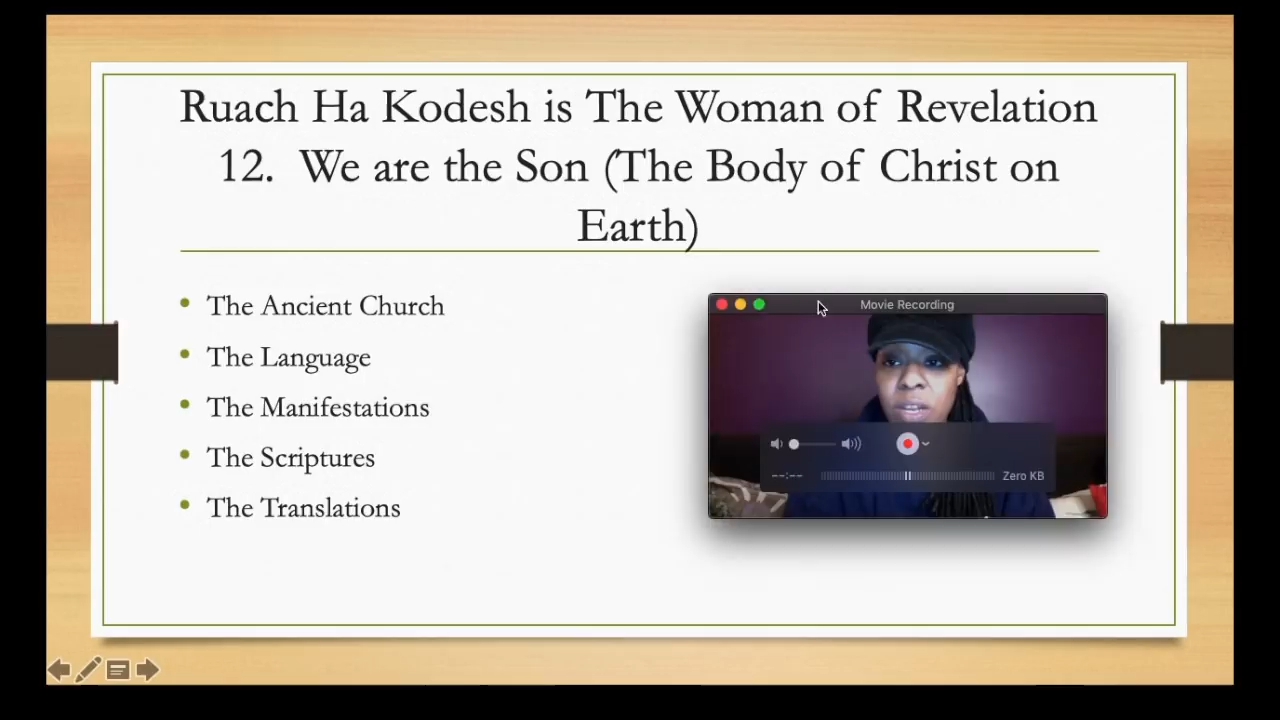 Ruach Ha Kodesh is The Woman of Revelation
12. We are the Son (The Body of Christ on
Earth)
The Ancient Church
The Language
The Manifestations
The Scriptures
The Translations
Movie Recording
--:--
Zero KB